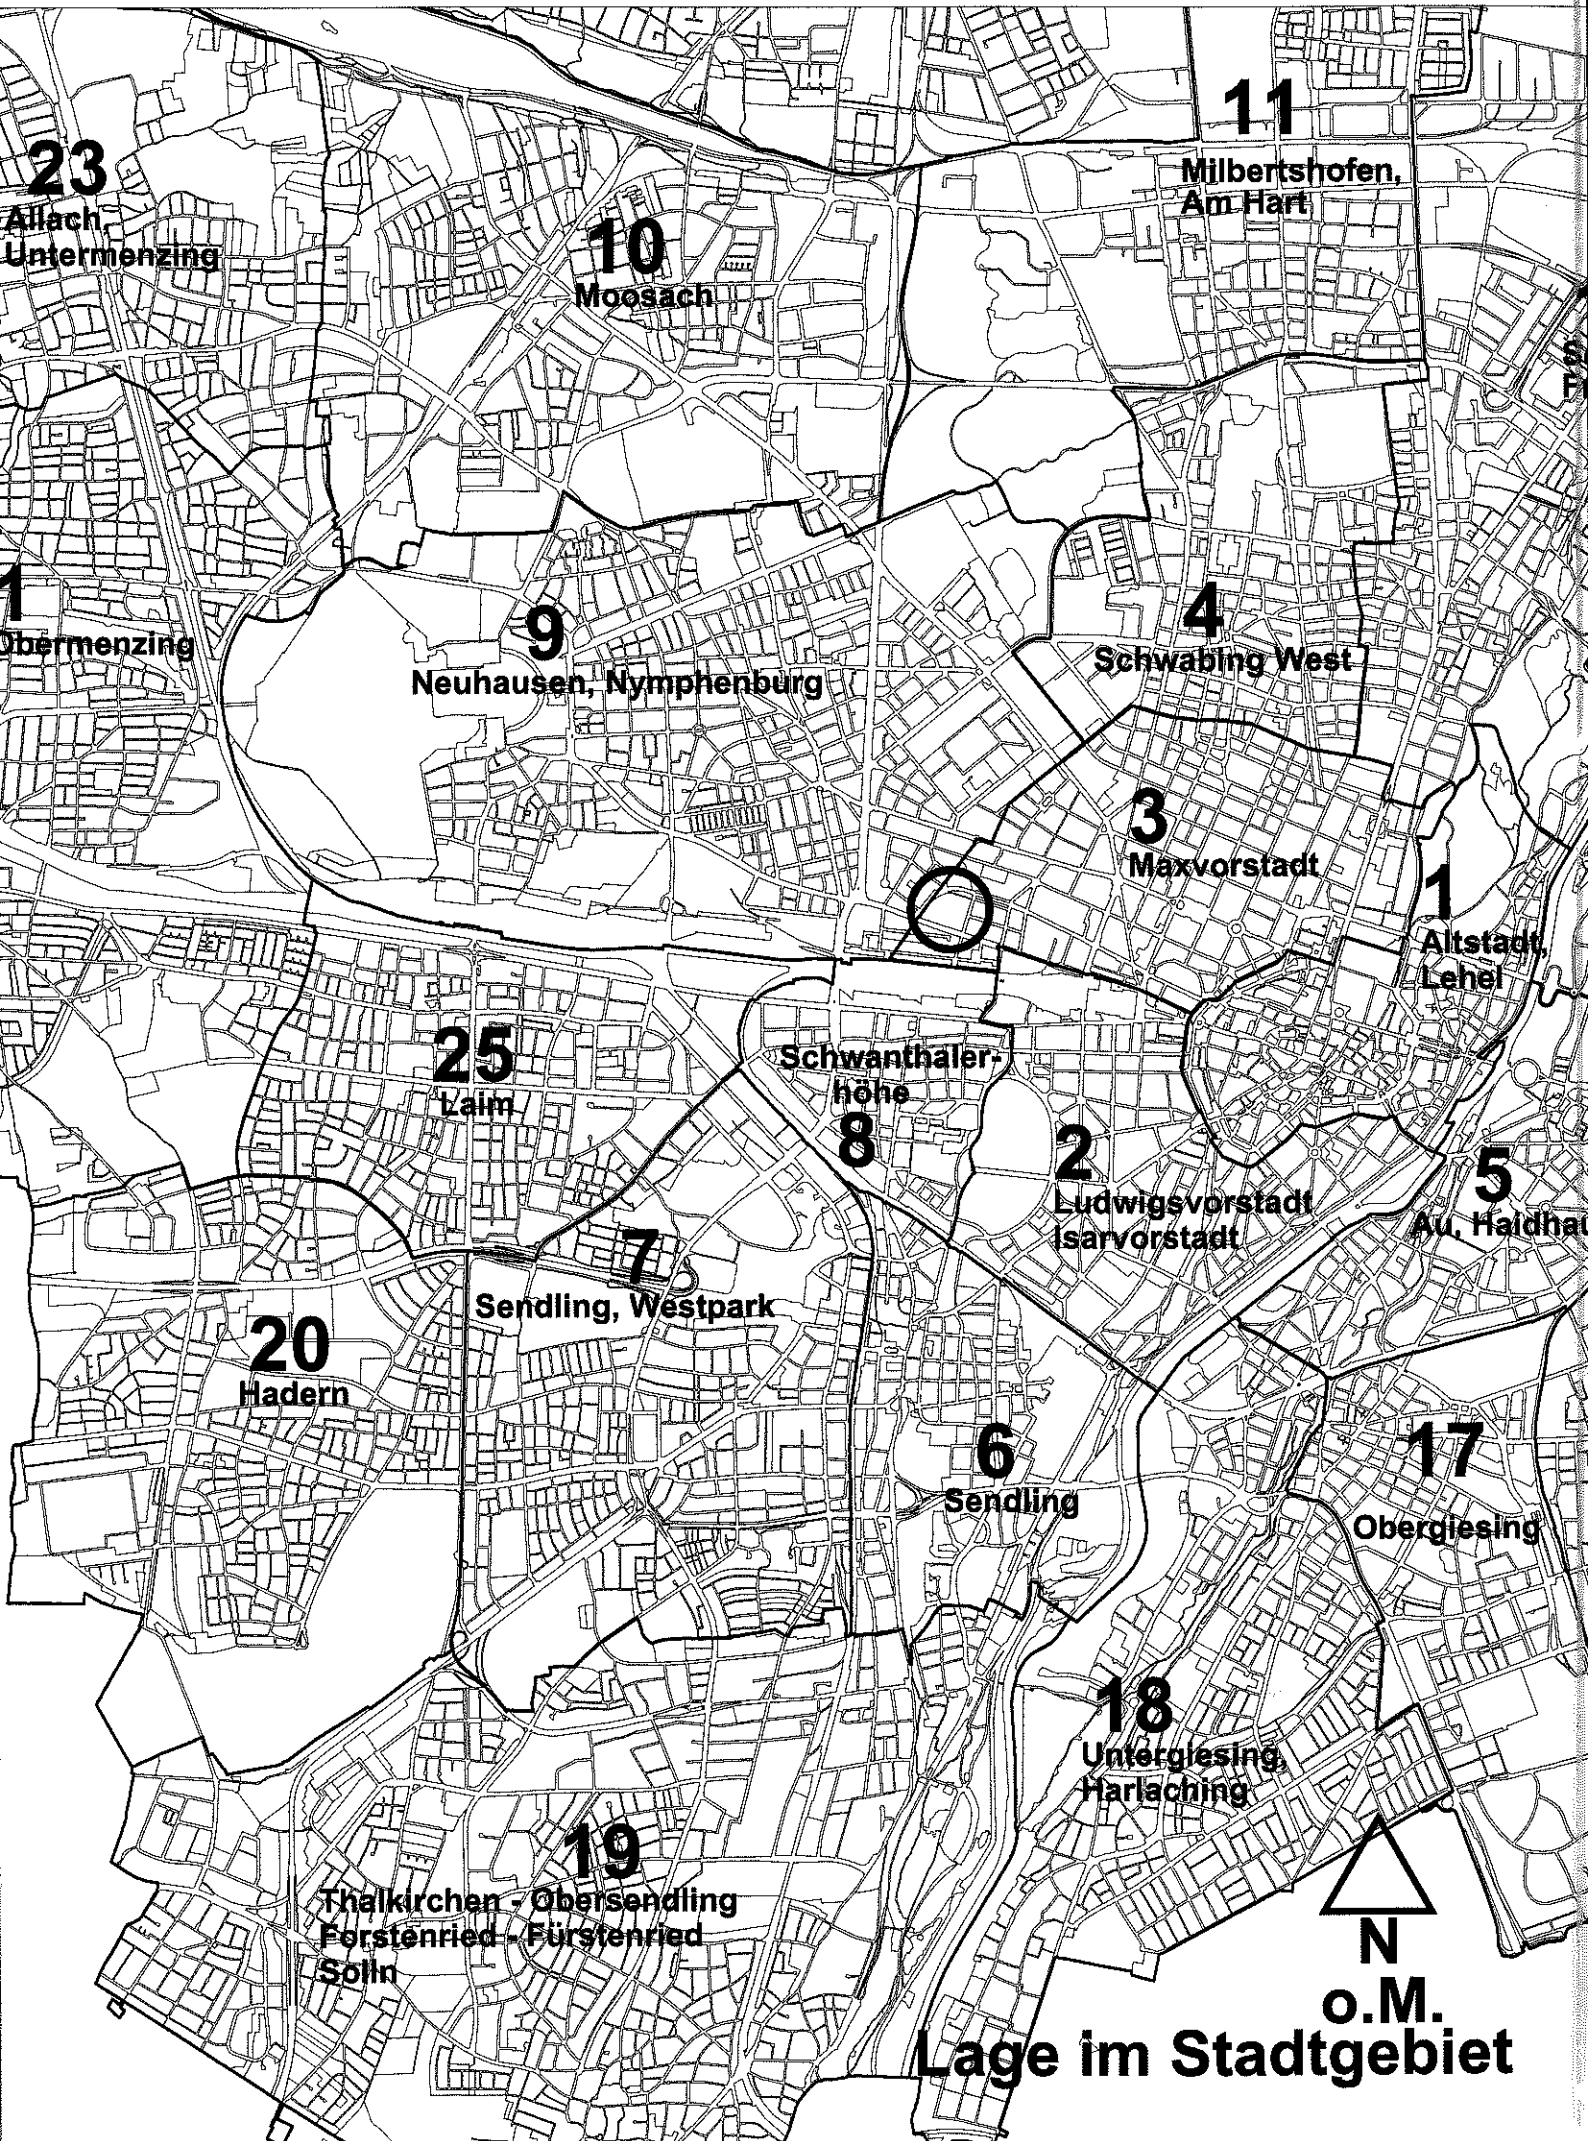 11
Milbertshofen,
Am Hart
23
Allach,
Untermenzing
10
Moosach
1
Obermenzing
9
Neuhausen, Nymphenburg
4
Schwabing West
3
Maxvorstadt
1
Altstadt,
Lehel
25
Laim
Schwanthaler-
höhe
8
2
Ludwigsvorstadt
Isarvorstadt
5
Au, Haidhau
7
Sendling, Westpark
20
Hadern
6
Sendling
17
Obergiesing
18
Untergiesing,
Harlaching
19
Thalkirchen - Obersendling
Forstenried - Fürstenried
Solln
N
o.M.
Lage im Stadtgebiet